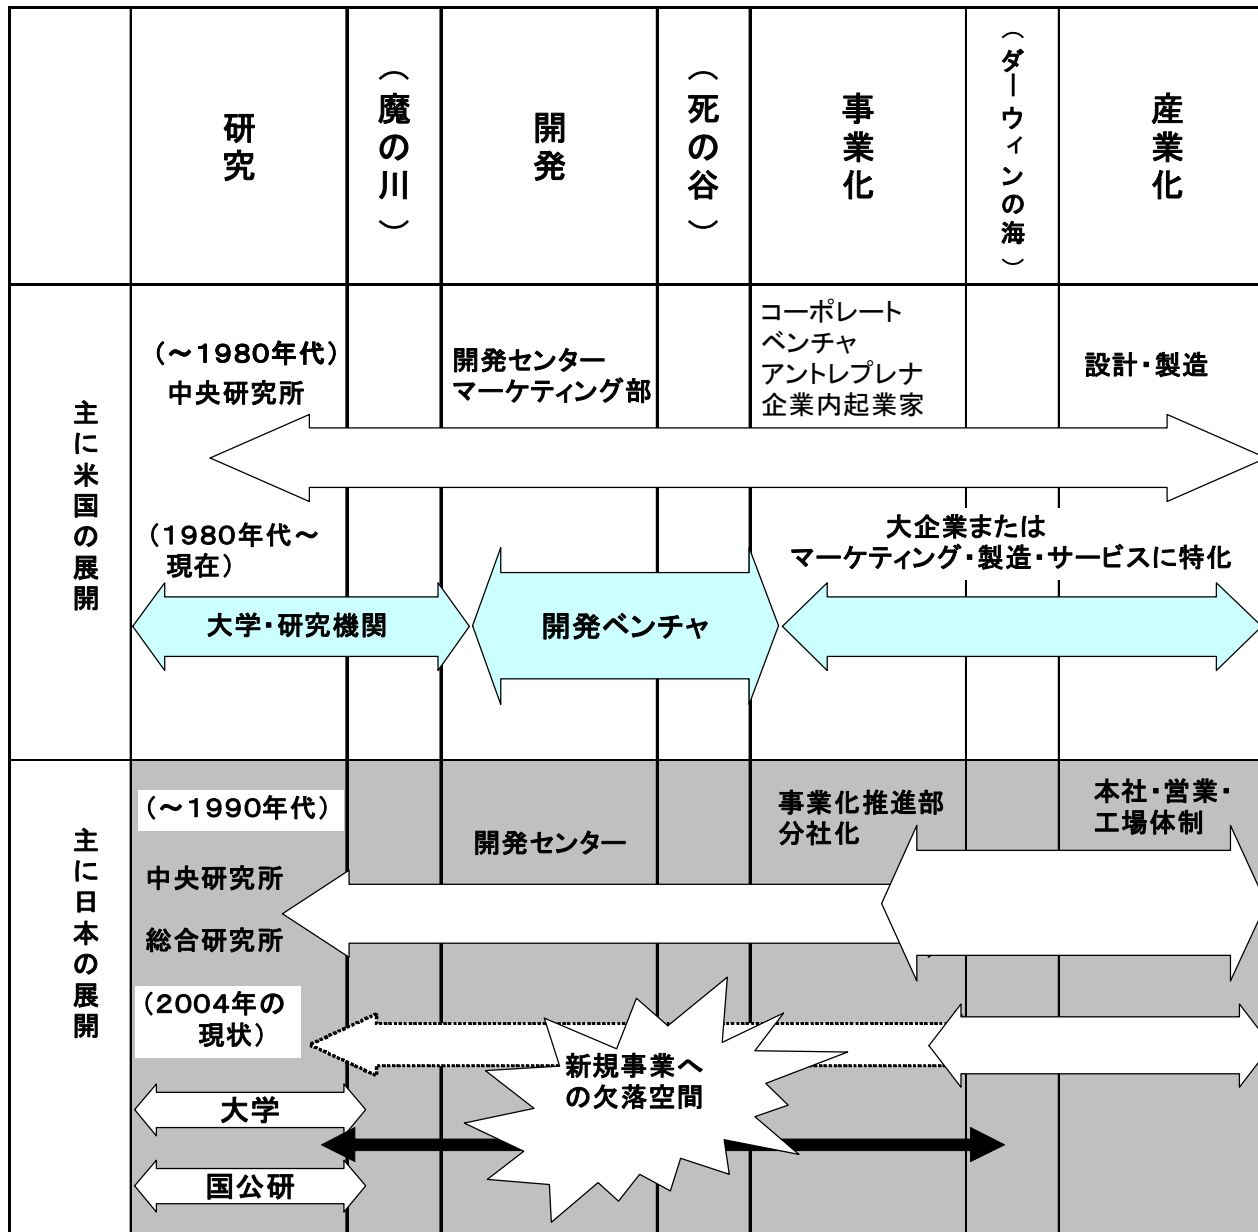 研究
（魔の川）
開発
（死の谷）
事業化
（ダーウィンの海）
産業化
主に米国の展開
（～1980年代）
中央研究所
開発センター
マーケティング部
コーポレート
ベンチャ
アントレプレナ
企業内起業家
設計・製造
（1980年代～
現在）
大企業または
マーケティング・製造・サービスに特化
大学・研究機関
開発ベンチャ
主に日本の展開
（～1990年代）
中央研究所
総合研究所
開発センター
事業化推進部
分社化
本社・営業・
工場体制
（2004年の
現状）
新規事業へ
の欠落空間
大学
国公研